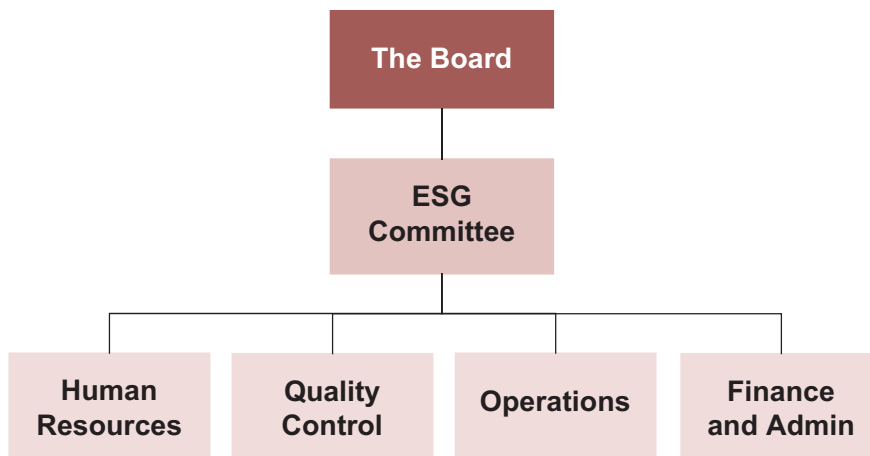 The Board
ESG
Committee
Human
Resources
Quality
Control
Operations
Finance
and Admin